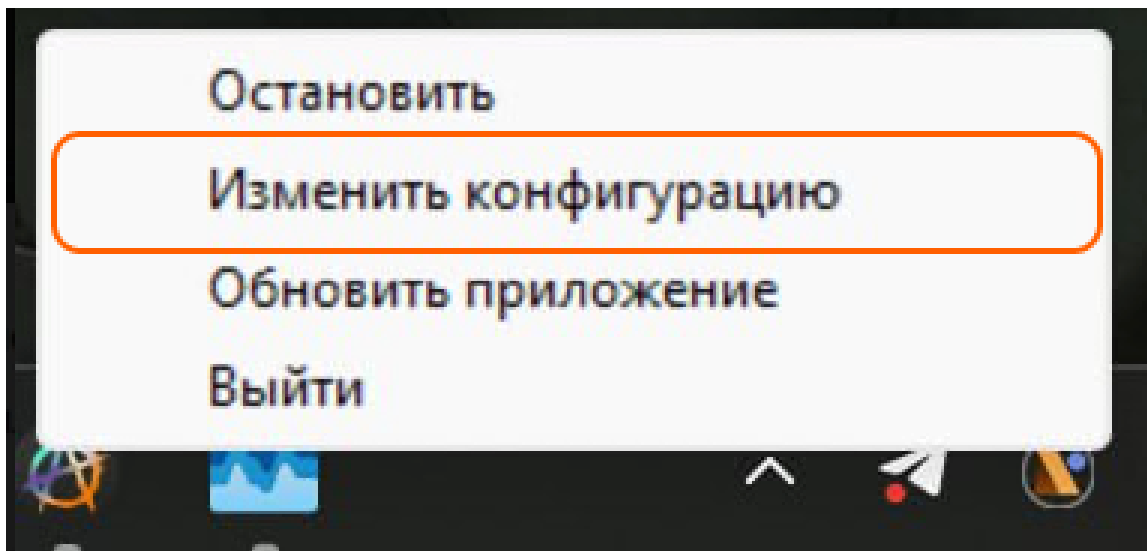 Остановить
Изменить конфигурацию
Обновить приложение
Выйти